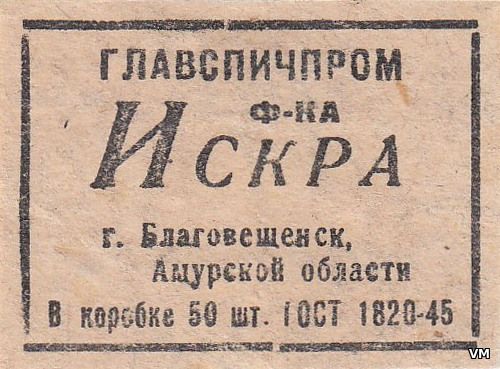 ГЛАВСПИЧПРОМ
Ф-КА
ИСКРА
г. Благовещенск,
Амурской области
В коробке 50 шт. ГОСТ 1820-45
VM